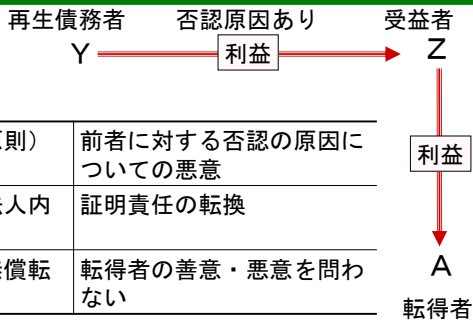 再生債務者 否認原因あり 受益者
Y 利益 Z
原則) 前者に対する否認の原因に
ついての悪意
利益
法人内 証明責任の転換
無償転 転得者の善意・悪意を問わ
ない
A
転得者